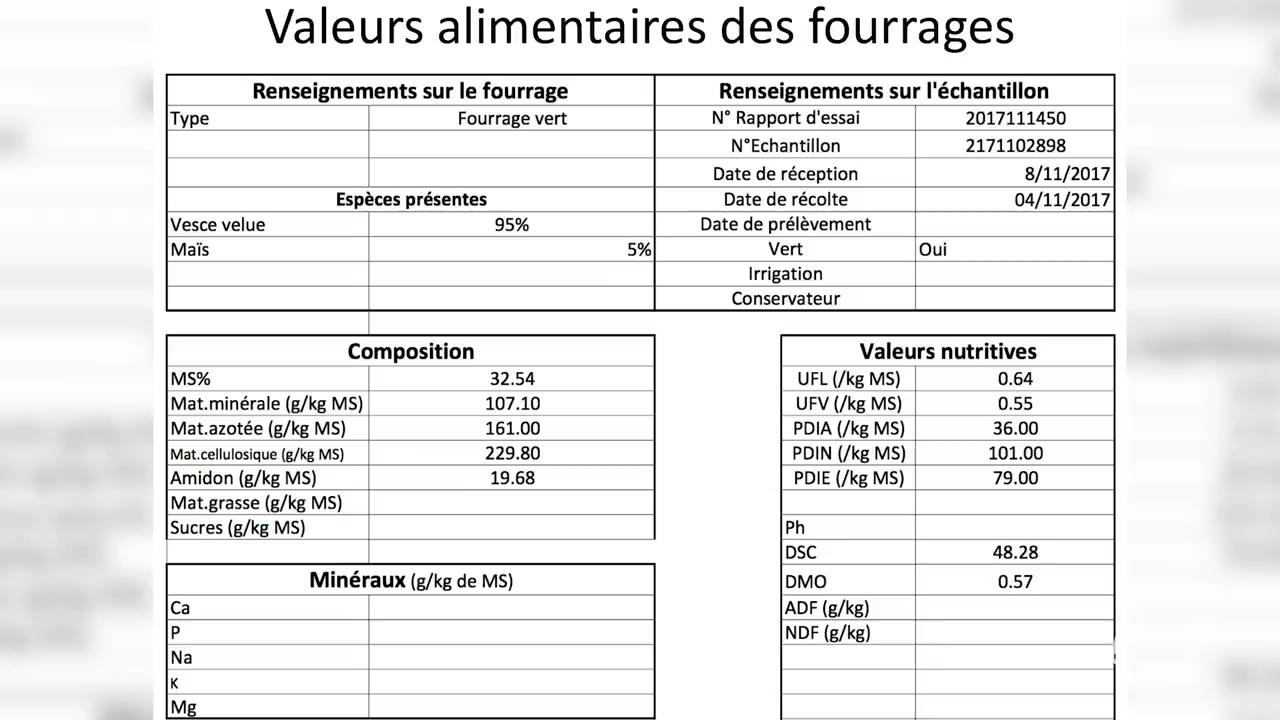 Valeurs alimentaires des fourrages
Renseignements sur le fourrage
Type Fourrage vert
Espèces présentes
Vesce velue 95%
Maïs 5%
Renseignements sur l'échantillon
N° Rapport d'essai 2017111450
N°Echantillon 2171102898
Date de réception 8/11/2017
Date de récolte 04/11/2017
Date de prélèvement
Vert Oui
Irrigation
Conservateur
Composition
MS% 32.54
Mat.minérale (g/kg MS) 107.10
Mat.azotée (g/kg MS) 161.00
Mat.cellulosique (g/kg MS) 229.80
Amidon (g/kg MS) 19.68
Mat.grasse (g/kg MS)
Sucres (g/kg MS)
Valeurs nutritives
UFL (/kg MS) 0.64
UFV (/kg MS) 0.55
PDIA (/kg MS) 36.00
PDIN (/kg MS) 101.00
PDIE (/kg MS) 79.00
Ph
DSC 48.28
DMO 0.57
ADF (g/kg)
NDF (g/kg)
Minéraux (g/kg de MS)
Ca
P
Na
K
Mg